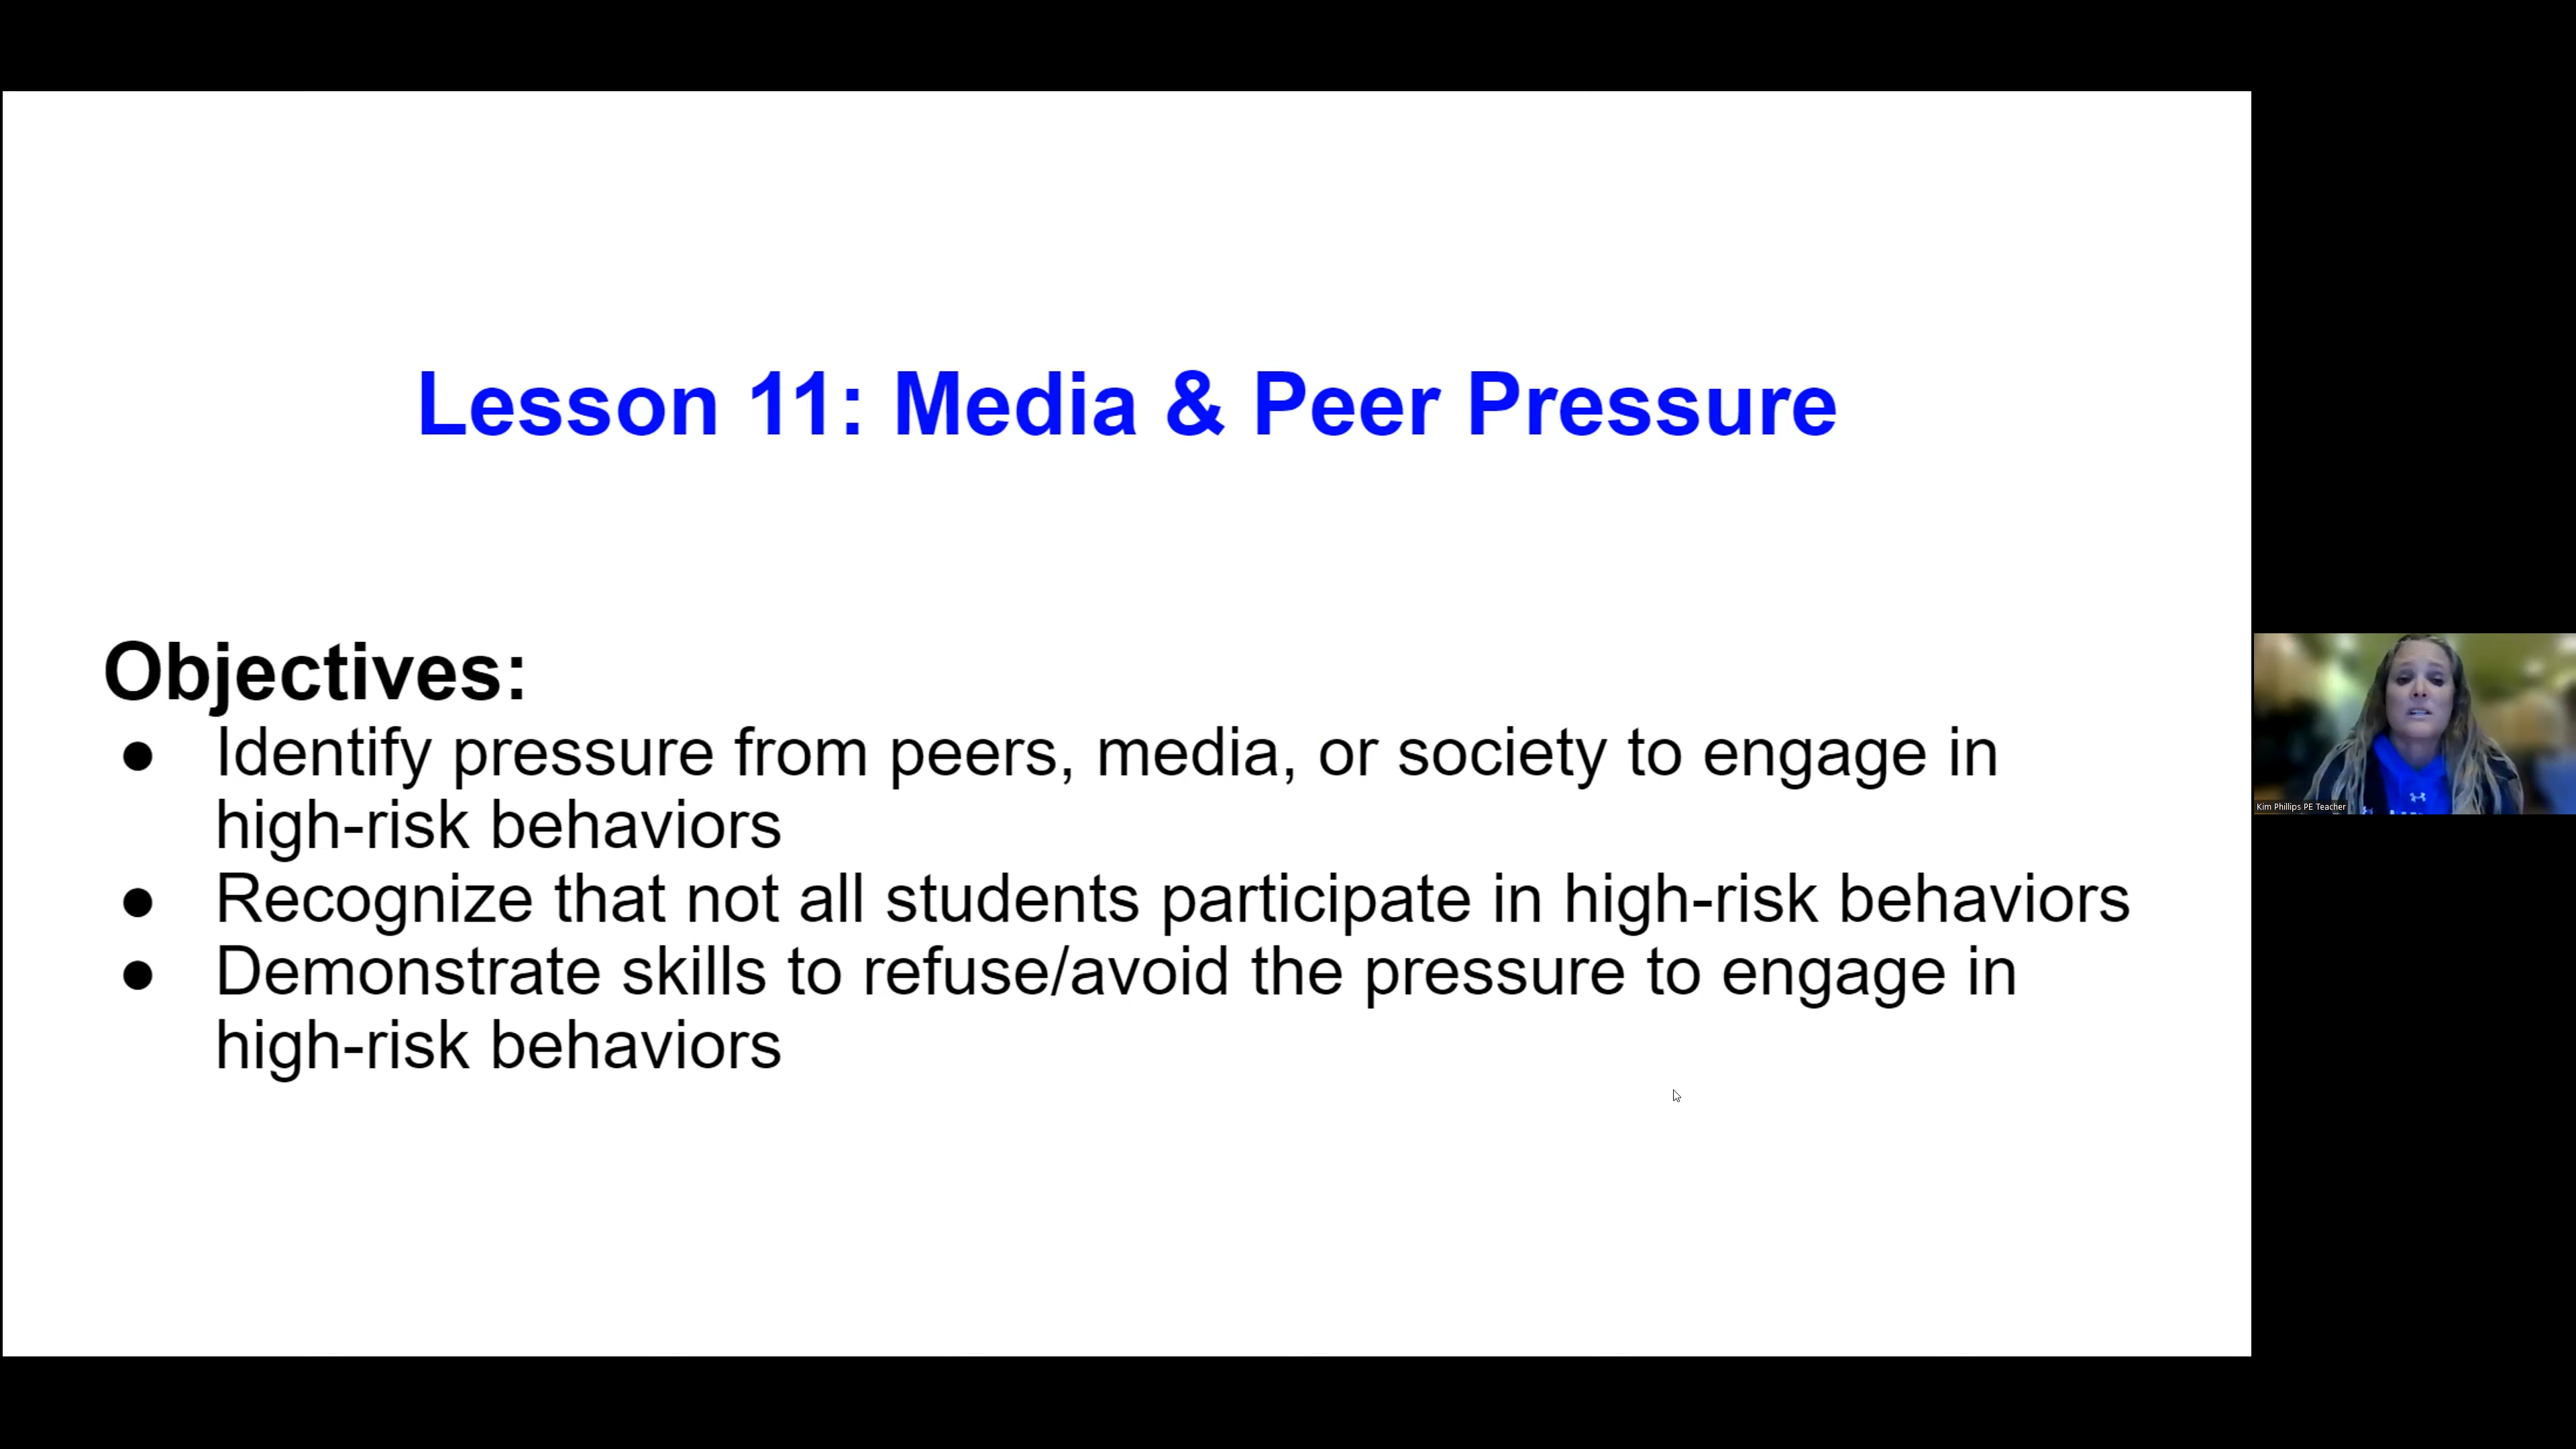 Lesson 11: Media & Peer Pressure
Objectives:
● Identify pressure from peers, media, or society to engage in
high-risk behaviors
● Recognize that not all students participate in high-risk behaviors
● Demonstrate skills to refuse/avoid the pressure to engage in
high-risk behaviors
Kim Phillips PE Teacher